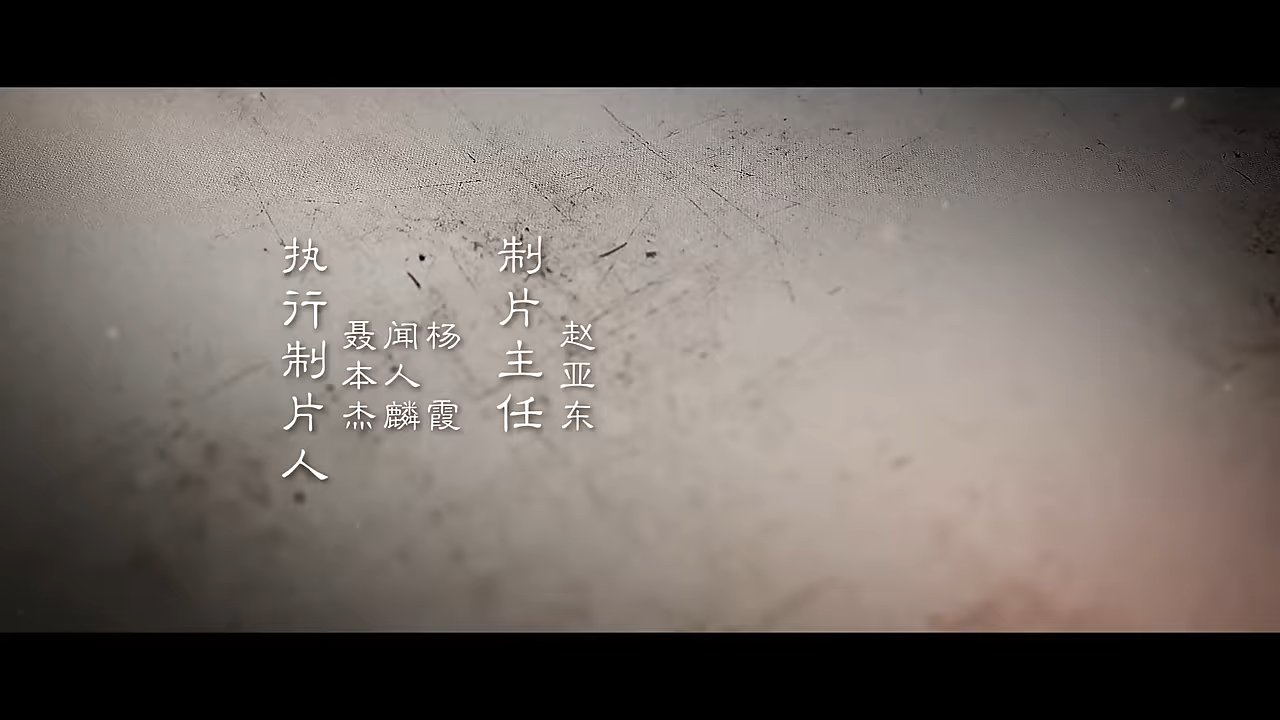 执行制片人
聂本杰
闻人麟
杨霞
制片主任
赵亚东